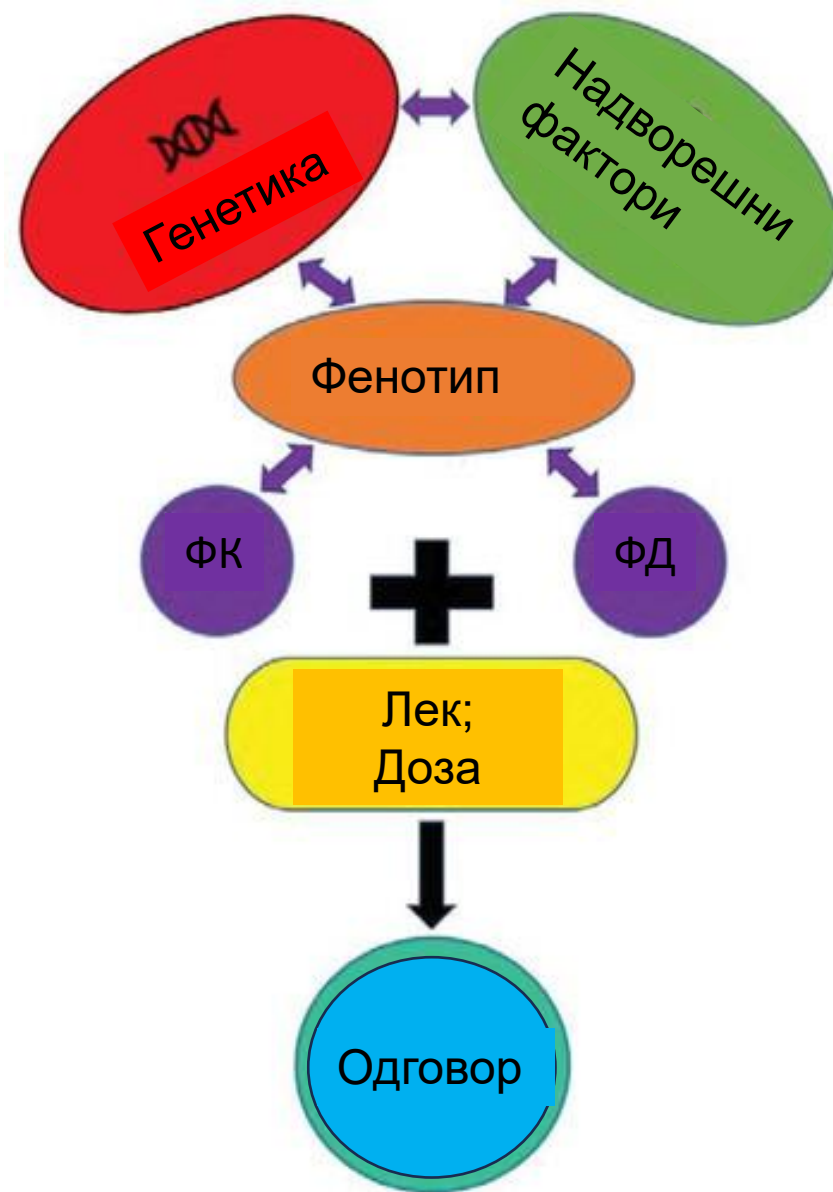 Генетика
Надворешни
фактори
Фенотип
ФК
ФД
Лек;
Доза
Одговор